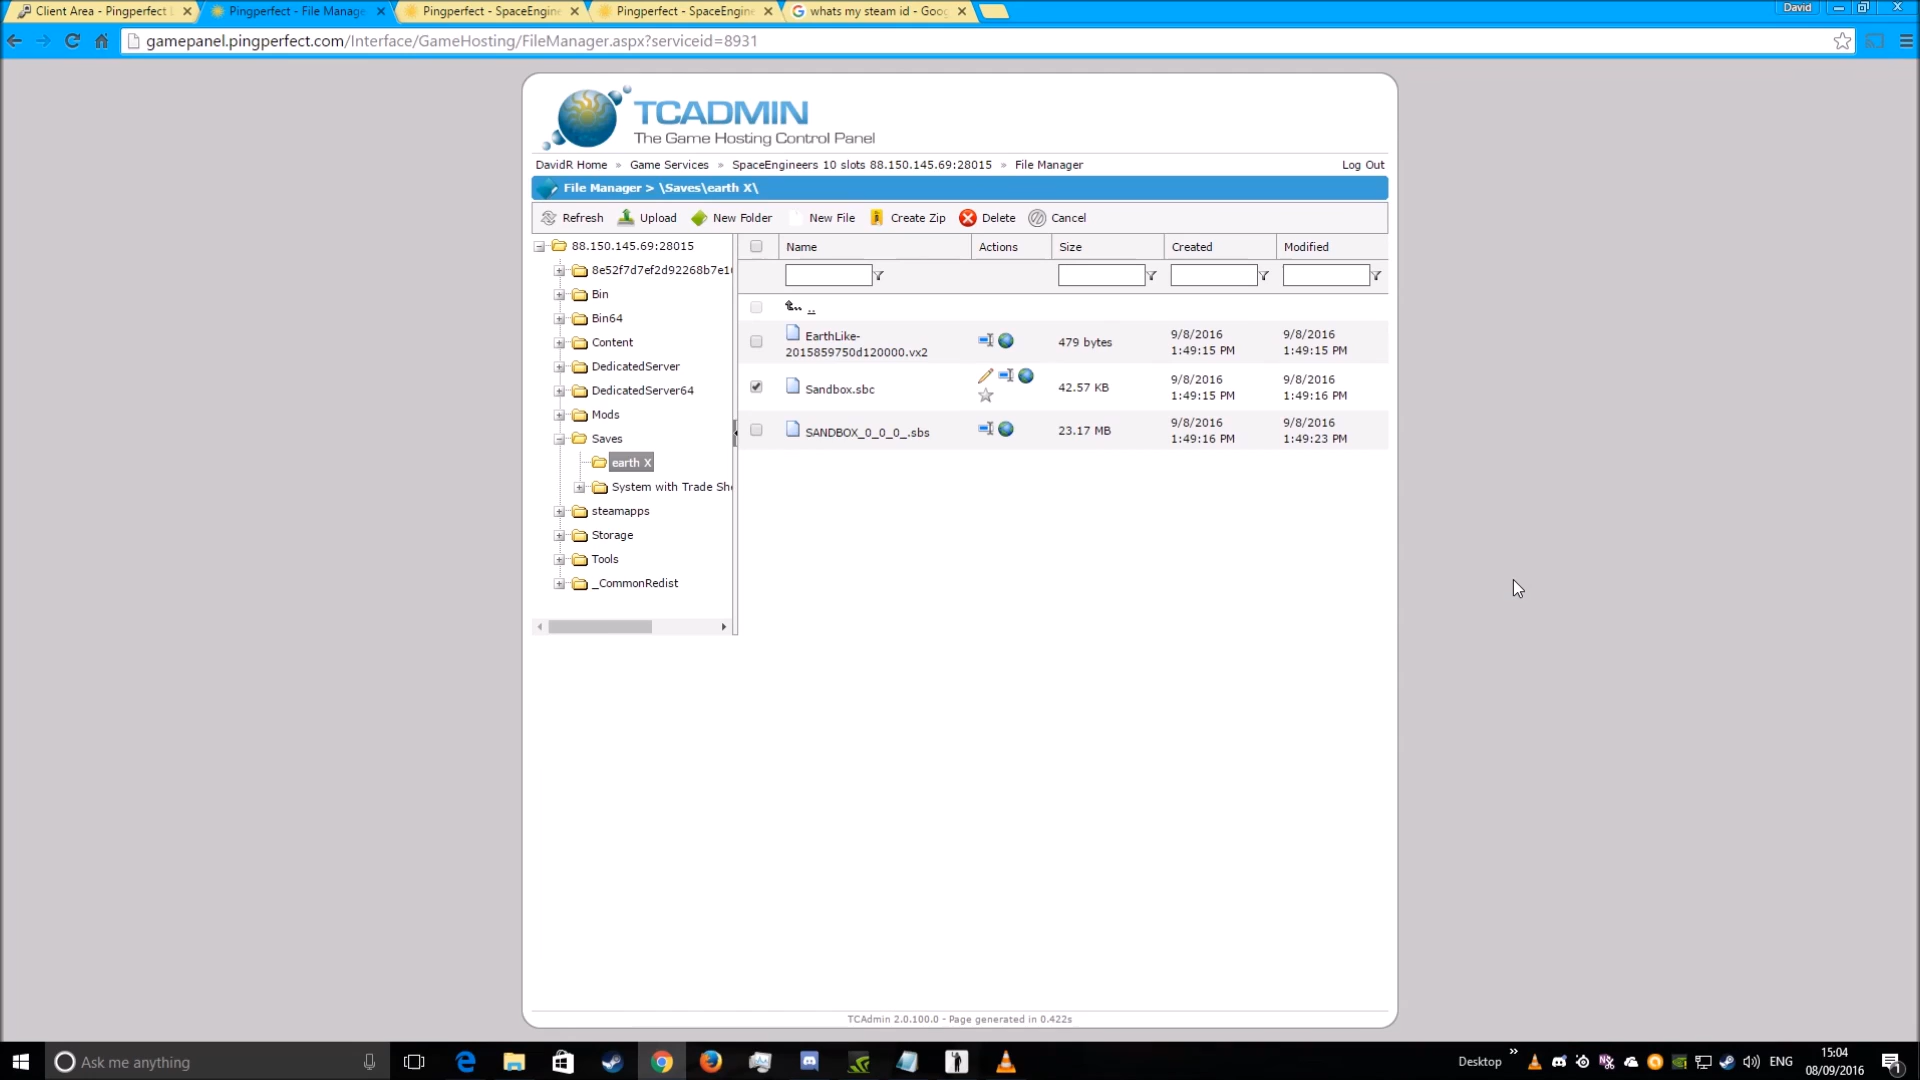 Client Area - Pingperfect
Pingperfect - File Manage
Pingperfect - SpaceEngine
Pingperfect - SpaceEngine
whats my steam id - Goo
David
gamepanel.pingperfect.com/Interface/GameHosting/FileManager.aspx?serviceid=8931
TCADMIN
The Game Hosting Control Panel
DavidR Home » Game Services » SpaceEngineers 10 slots 88.150.145.69:28015 » File Manager
Log Out
File Manager > \Saves\earth X\
Refresh Upload New Folder New File Create Zip Delete Cancel
88.150.145.69:28015
8e52f7d7ef2d92268b7e1
Bin
Bin64
Content
DedicatedServer
DedicatedServer64
Mods
Saves
earth X
System with Trade Sh
steamapps
Storage
Tools
_CommonRedist
Name Actions Size Created Modified
..
EarthLike-
2015859750d120000.vx2
479 bytes
9/8/2016
1:49:15 PM
9/8/2016
1:49:15 PM
Sandbox.sbc
42.57 KB
9/8/2016
1:49:15 PM
9/8/2016
1:49:16 PM
SANDBOX_0_0_0_.sbs
23.17 MB
9/8/2016
1:49:16 PM
9/8/2016
1:49:23 PM
TCAdmin 2.0.100.0 - Page generated in 0.422s
Ask me anything
Desktop
ENG
15:04
08/09/2016
1